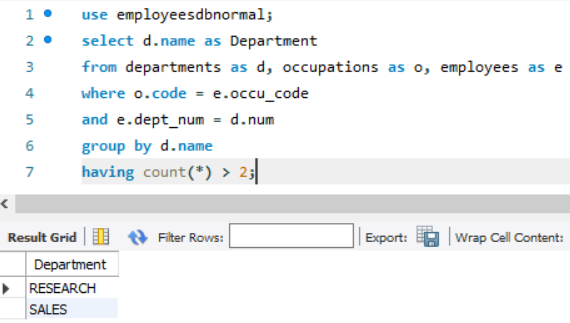 1 use employeesdbnormal;
2 select d.name as Department
3 from departments as d, occupations as o, employees as e
4 where o.code = e.occu_code
5 and e.dept_num = d.num
6 group by d.name
7 having count(*) > 2;
Result Grid Filter Rows: Export: Wrap Cell Content:
Department
RESEARCH
SALES